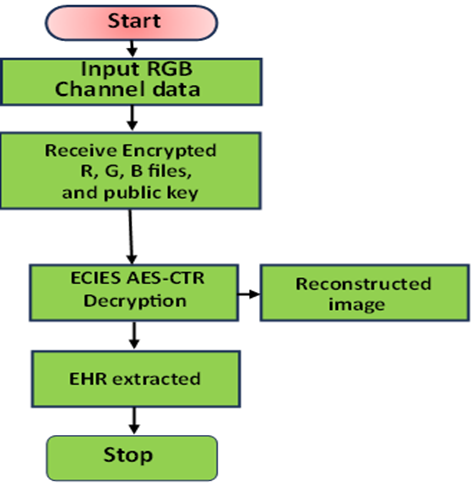 Start
Input RGB
Channel data
Receive Encrypted
R, G, B files,
and public key
ECIES AES-CTR
Decryption
Reconstructed
image
EHR extracted
Stop